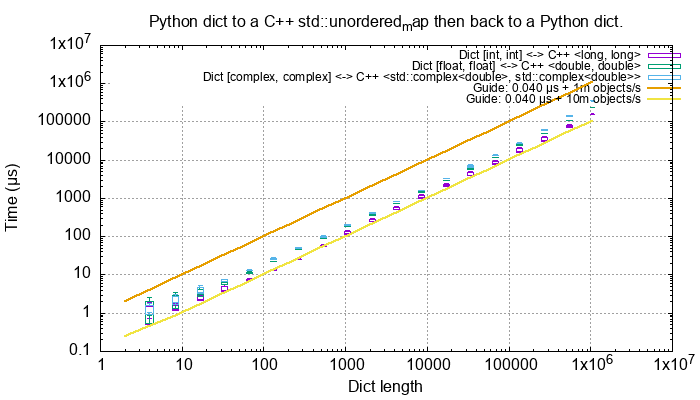 Python dict to a C++ std::unordered_map then back to a Python dict.
1x10^7
Dict [int, int] <-> C++ <long, long>
Dict [float, float] <-> C++ <double, double>
Dict [complex, complex] <-> C++ <std::complex<double>, std::complex<double>>
1x10^6
Guide: 0.040 µs + 1m objects/s
Guide: 0.040 µs + 10m objects/s
100000
10000
1000
100
10
1
0.1
Time (µs)
1 10 100 1000 10000 100000 1x10^6 1x10^7
Dict length